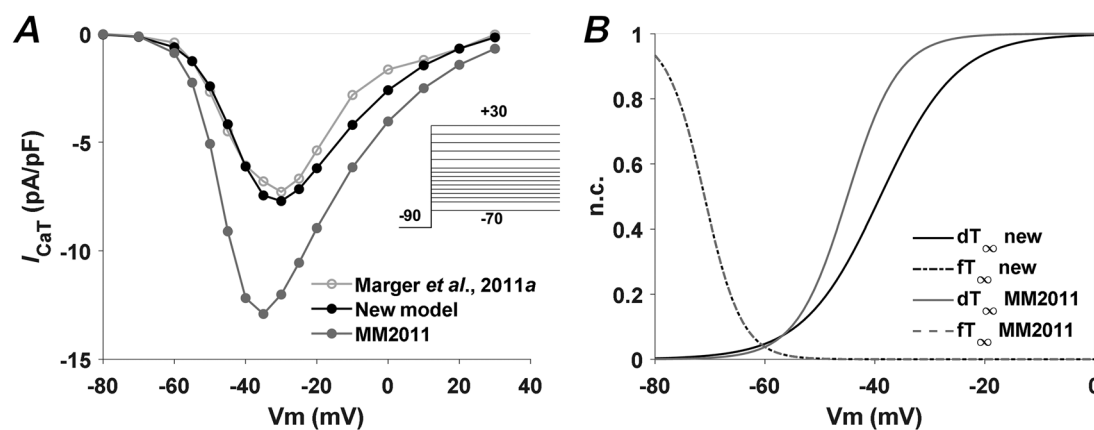 A
I_CaT (pA/pF)
0
-5
-10
-15
-80
-60
-40
-20
0
20
40
Vm (mV)
+30
-90
-70
Marger et al., 2011a
New model
MM2011
B
n.c.
1
0.8
0.6
0.4
0.2
0
-80
-60
-40
-20
0
Vm (mV)
dT∞ new
fT∞ new
dT∞ MM2011
fT∞ MM2011